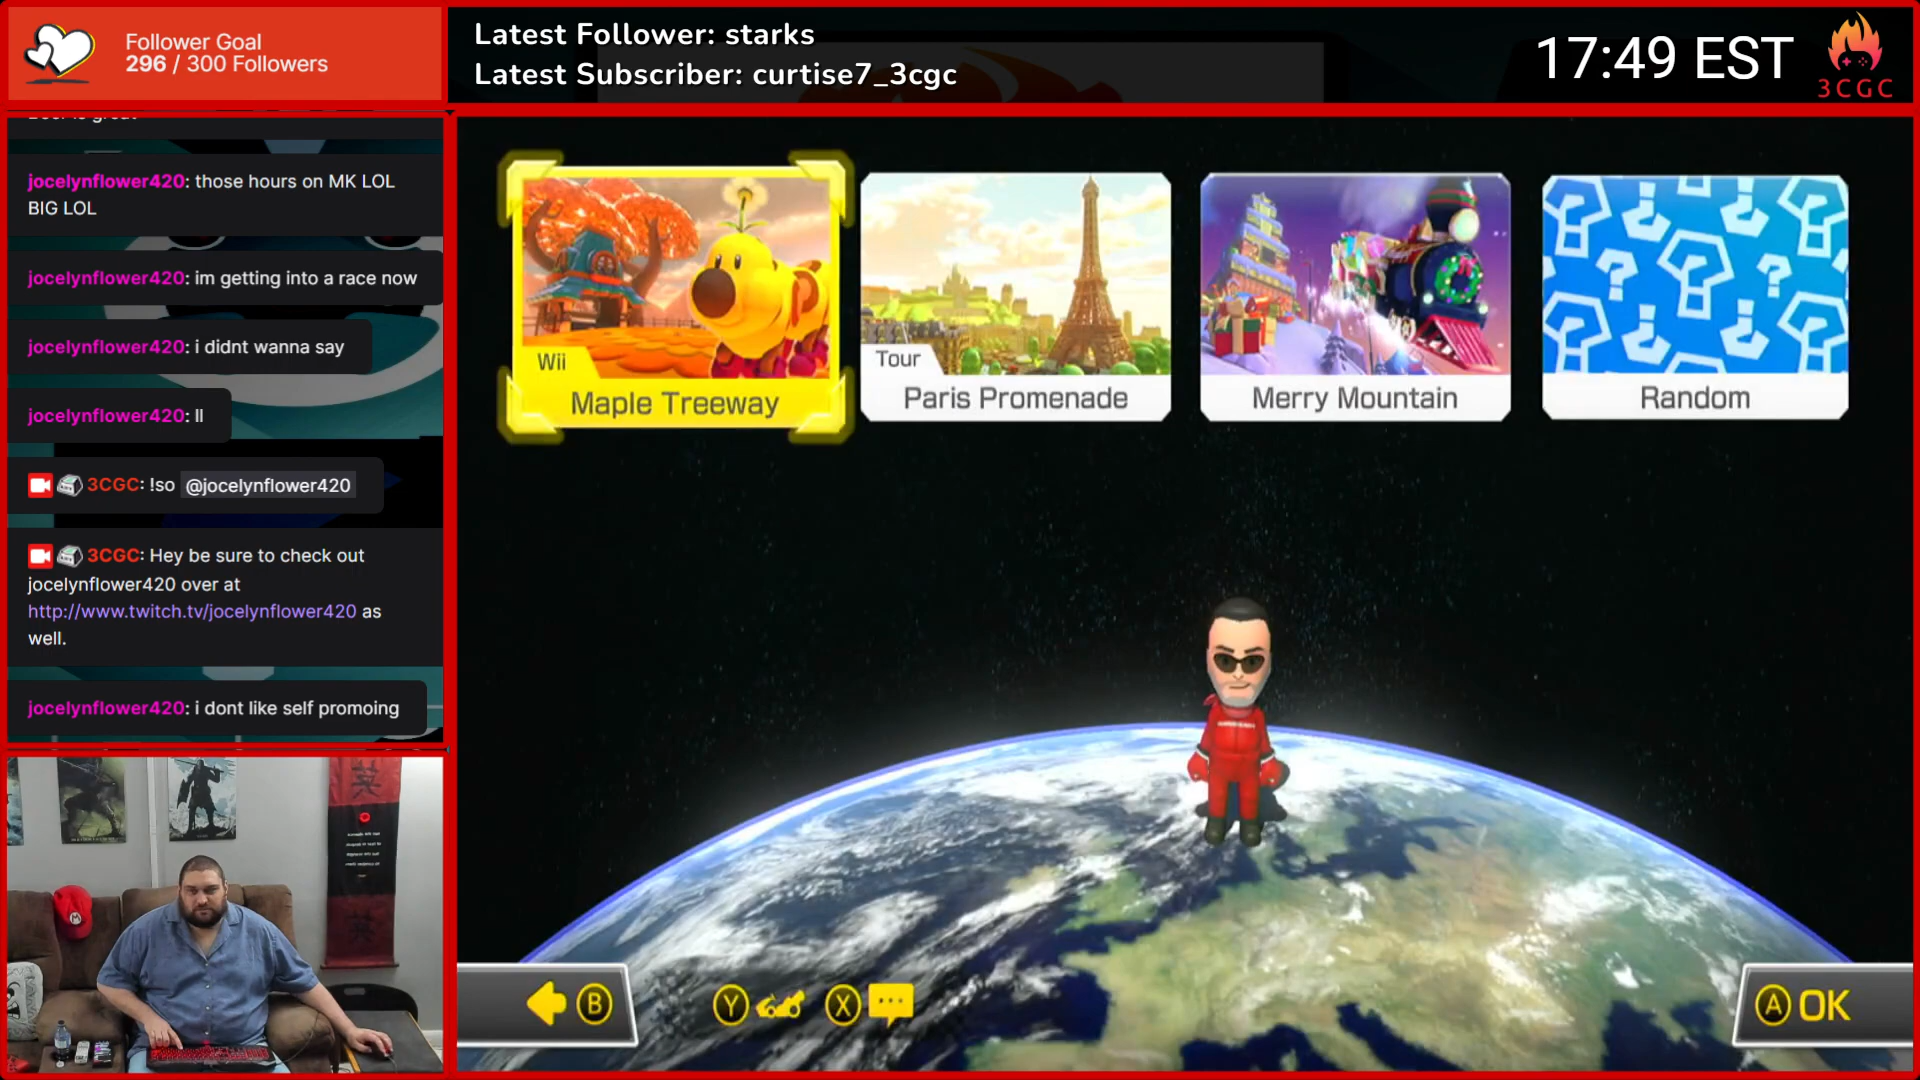 Follower Goal
296 / 300 Followers
Latest Follower: starks
Latest Subscriber: curtise7_3cgc
17:49 EST
3CGC
jocelynflower420: those hours on MK LOL
BIG LOL
jocelynflower420: im getting into a race now
jocelynflower420: i didnt wanna say
jocelynflower420: ll
3CGC: !so @jocelynflower420
3CGC: Hey be sure to check out
jocelynflower420 over at
http://www.twitch.tv/jocelynflower420 as
well.
jocelynflower420: i dont like self promoing
Wii
Maple Treeway
Tour
Paris Promenade
Merry Mountain
Random
B
Y
X
A OK
M
英
英